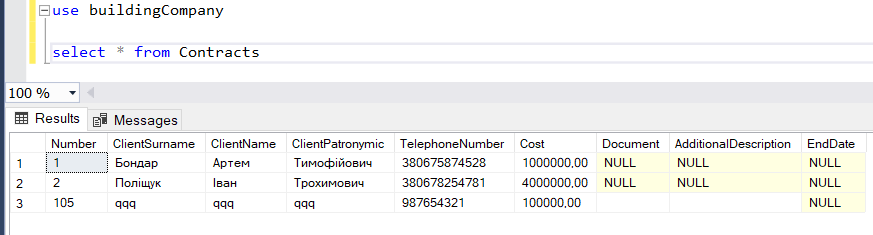 use buildingCompany
select * from Contracts
100 %
Results Messages
Number ClientSurname ClientName ClientPatronymic TelephoneNumber Cost Document AdditionalDescription EndDate
1 1 Бондар Артем Тимофійович 380675874528 1000000,00 NULL NULL NULL
2 2 Поліщук Іван Трохимович 380678254781 4000000,00 NULL NULL NULL
3 105 qqq qqq qqq 987654321 100000,00 NULL